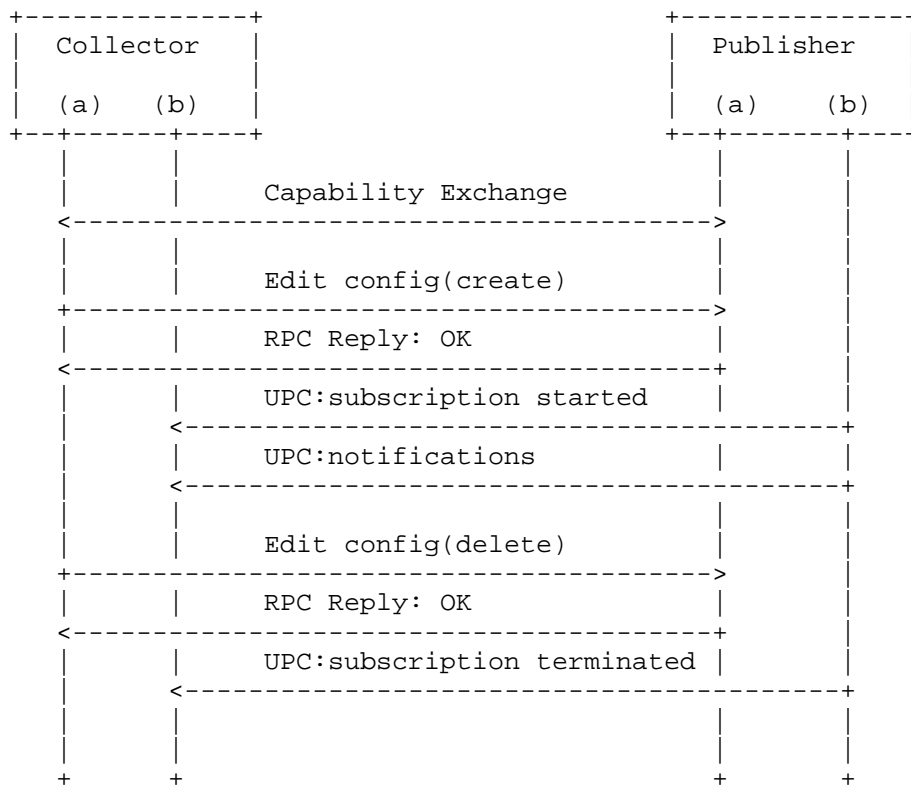 Collector Publisher
(a) (b) (a) (b)
Capability Exchange
Edit config(create)
RPC Reply: OK
UPC:subscription started
UPC:notifications
Edit config(delete)
RPC Reply: OK
UPC:subscription terminated